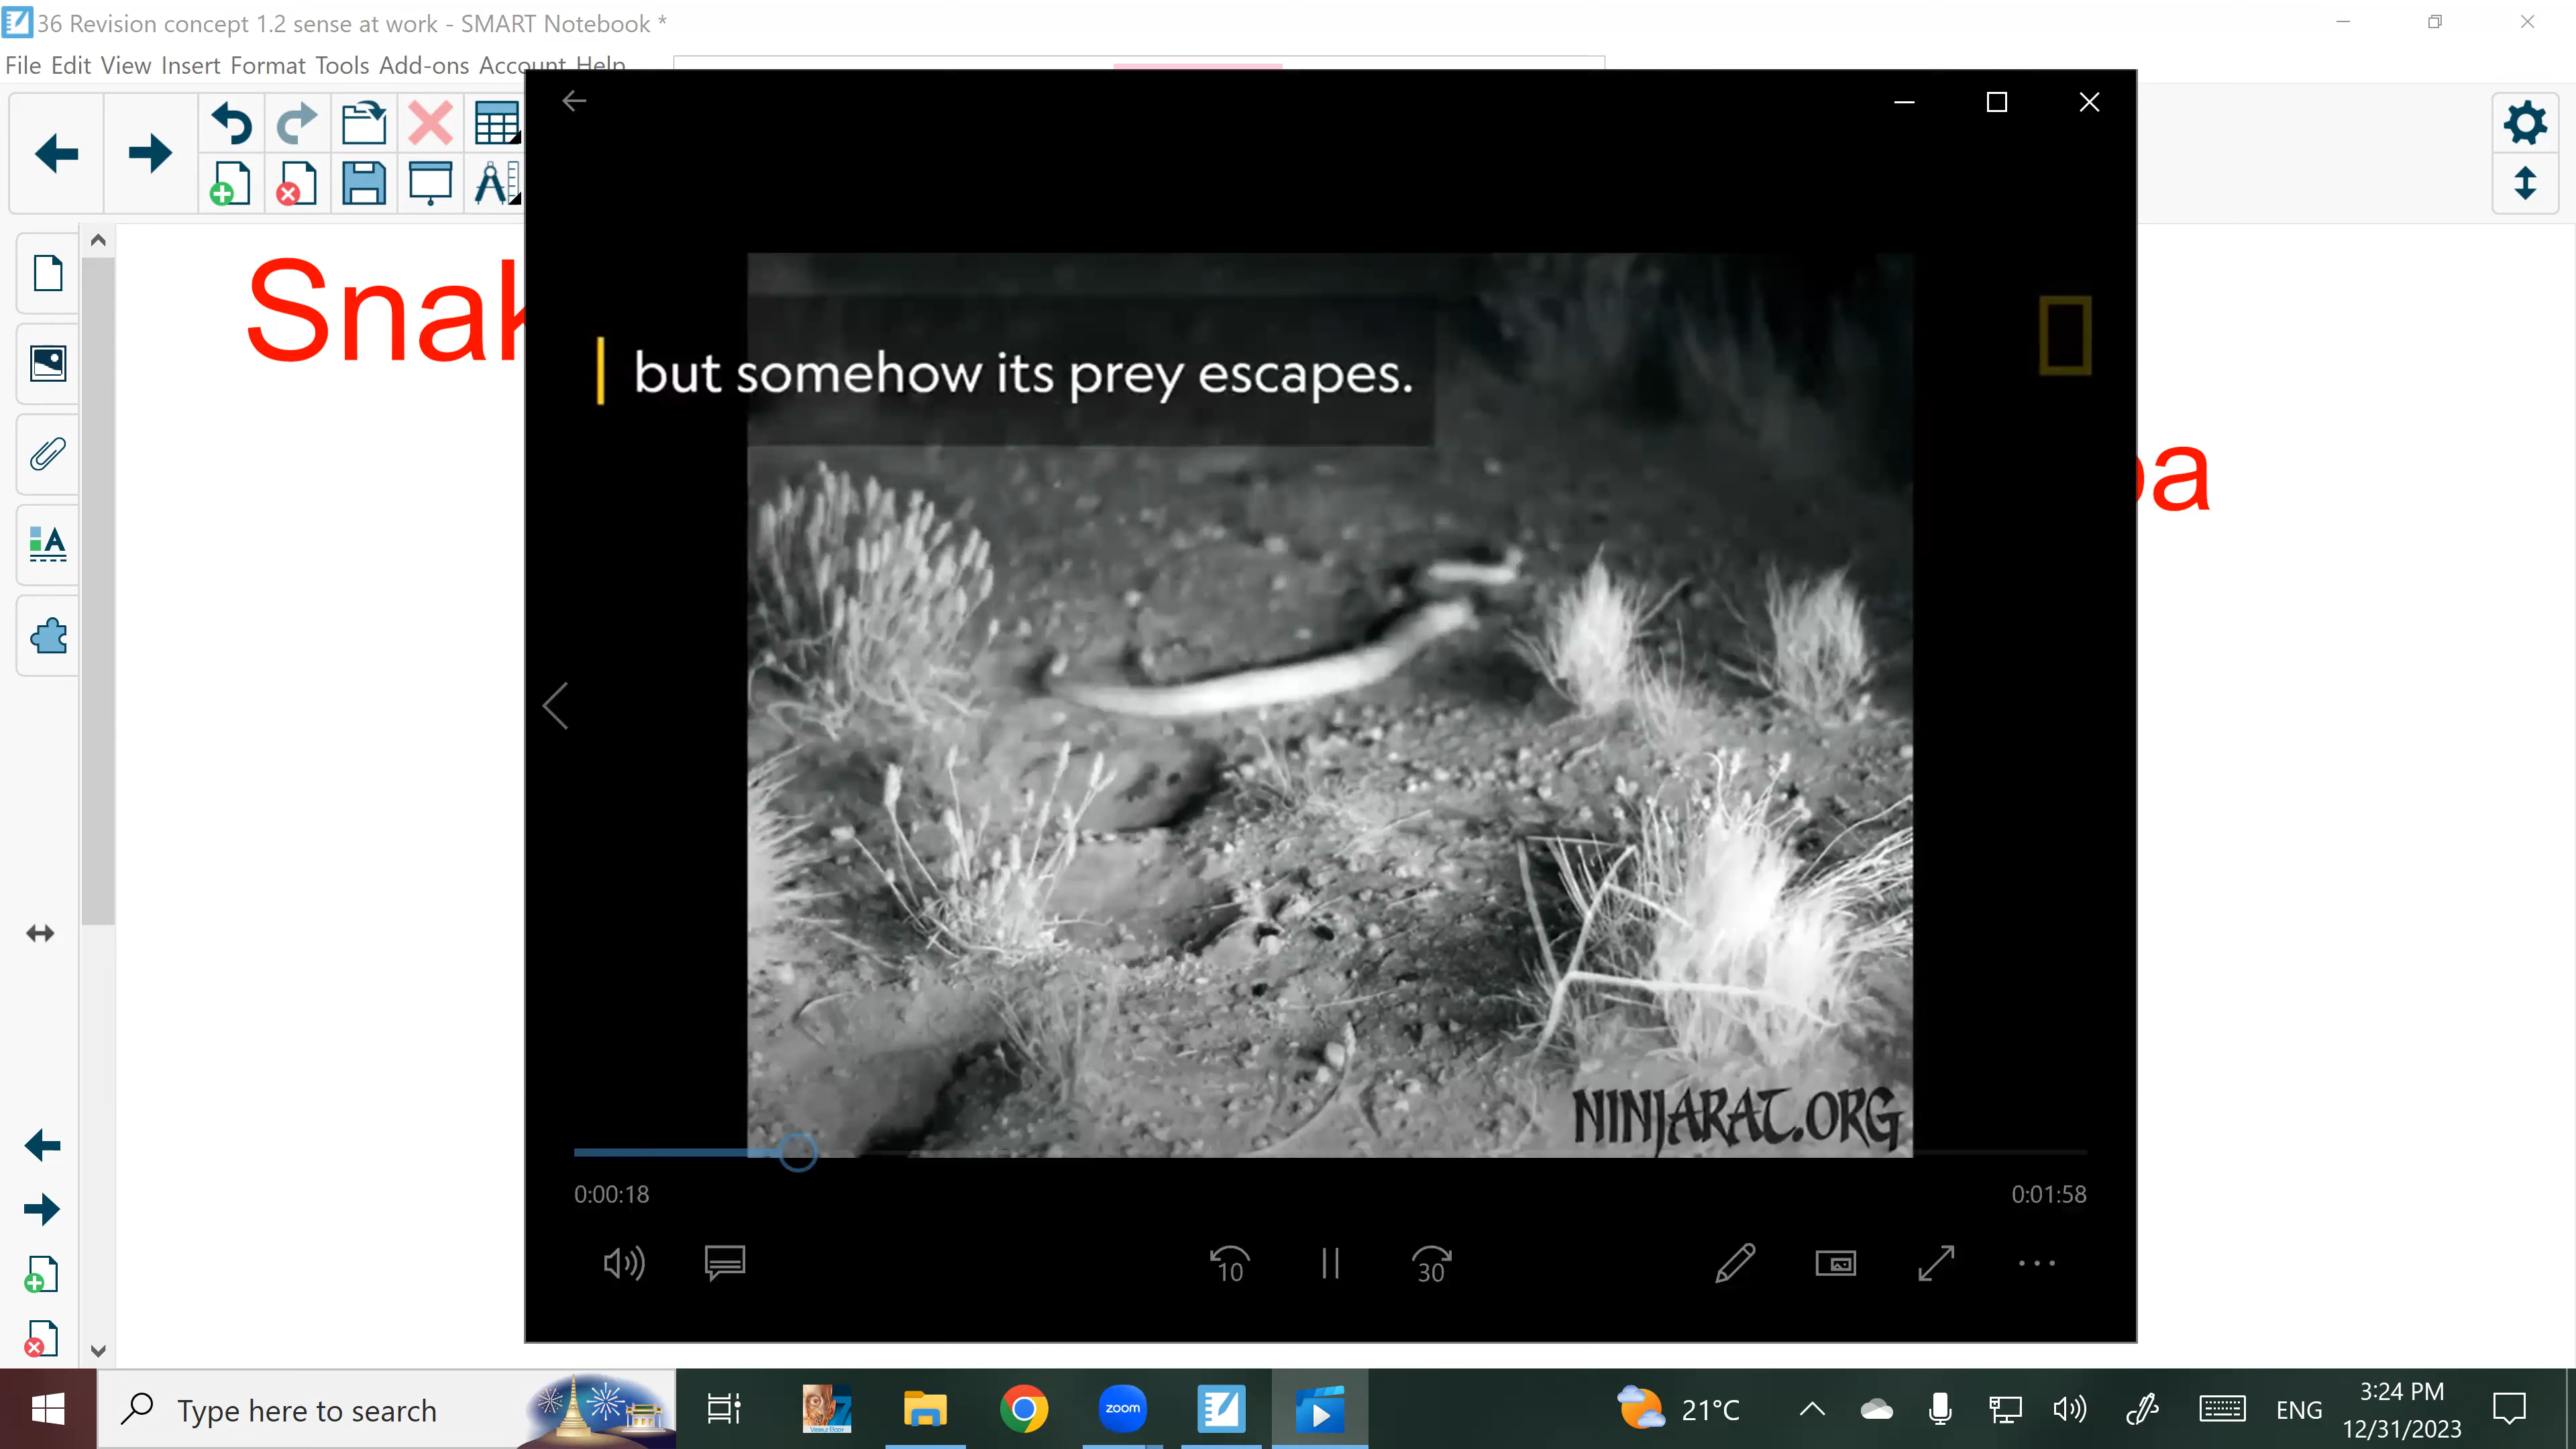 36 Revision concept 1.2 sense at work - SMART Notebook *
File Edit View Insert Format Tools Add-ons Account Help
Snak
but somehow its prey escapes.
pa
NINJARAT.ORG
0:00:18
0:01:58
10
30
Type here to search
zoom
21°C
ENG
3:24 PM
12/31/2023